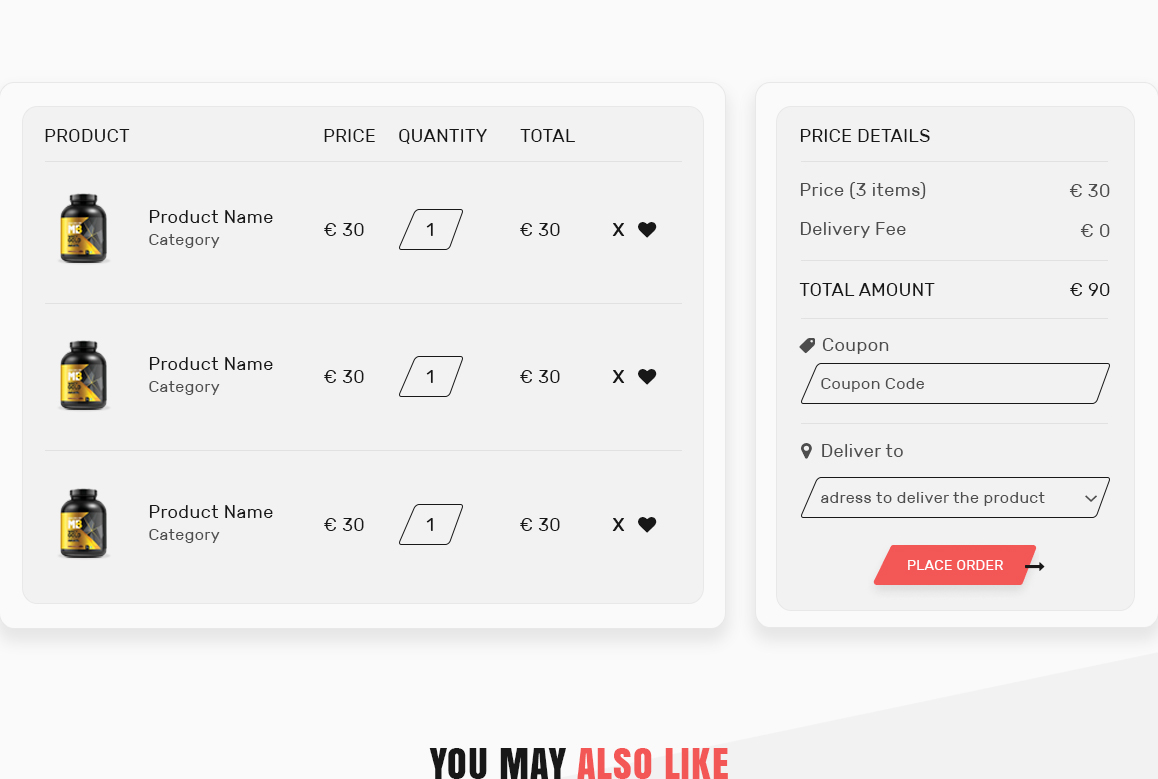 PRODUCT PRICE QUANTITY TOTAL
Product Name
Category
€ 30 1 € 30 X
Product Name
Category
€ 30 1 € 30 X
Product Name
Category
€ 30 1 € 30 X
PRICE DETAILS
Price (3 items) € 30
Delivery Fee € 0
TOTAL AMOUNT € 90
Coupon
Coupon Code
Deliver to
adress to deliver the product
PLACE ORDER
YOU MAY ALSO LIKE